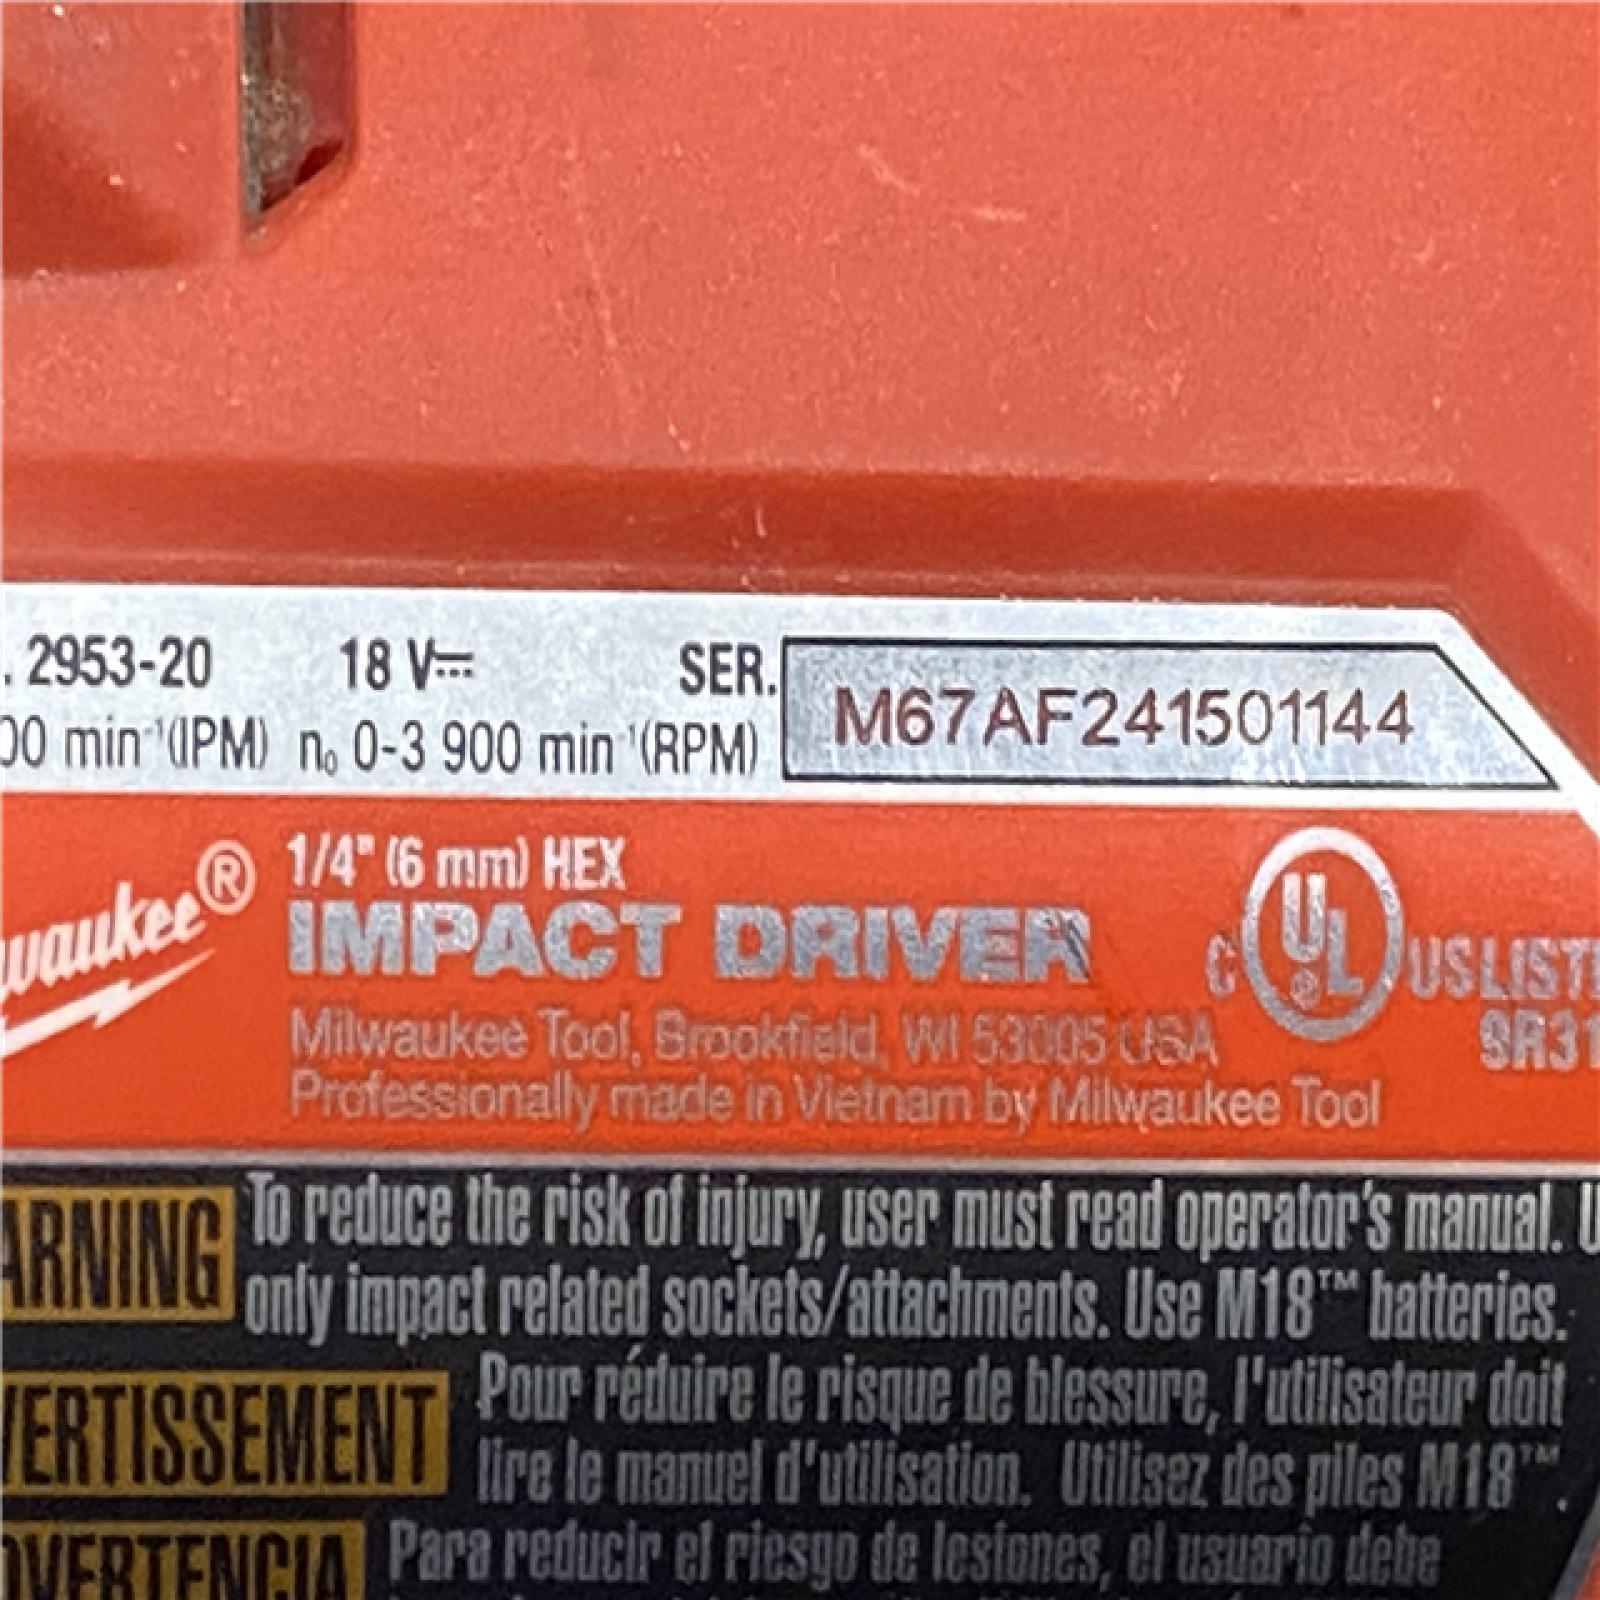 . 2953-20 18 V SER. M67AF241501144
00 min⁻¹(IPM) n₀ 0-3 900 min⁻¹(RPM)
waukee® 1/4" (6 mm) HEX
IMPACT DRIVER
C UL® US LISTE
Milwaukee Tool, Brookfield, WI 53005 USA
Professionally made in Vietnam by Milwaukee Tool
ARNING To reduce the risk of injury, user must read operator's manual. U
only impact related sockets/attachments. Use M18™ batteries.
VERTISSEMENT Pour réduire le risque de blessure, l'utilisateur doit
lire le manuel d'utilisation. Utilisez des piles M18™.
DVERTENCIA Para reducir el riesgo de lesiones, el usuario debe